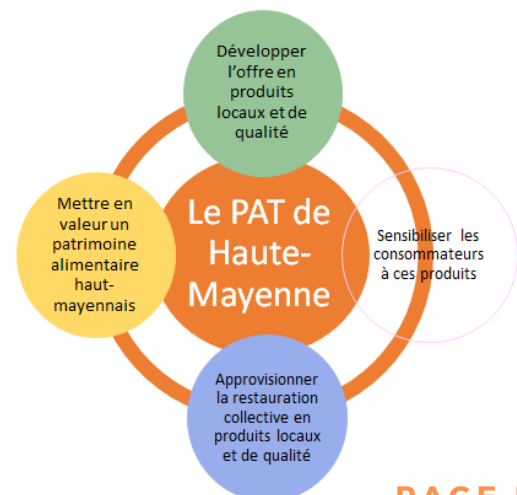 Développer
l'offre en
produits
locaux et de
qualité
Mettre en
valeur un
patrimoine
alimentaire
haut-
mayennais
Le PAT de
Haute-
Mayenne
Sensibiliser les
consommateurs
à ces produits
Approvisionner
la restauration
collective en
produits locaux
et de qualité